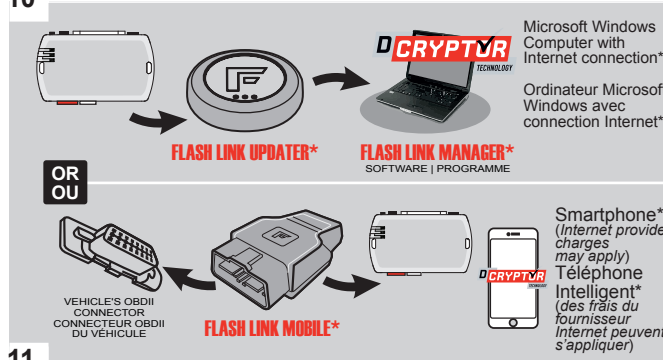 10
Microsoft Windows
Computer with
Internet connection*
Ordinateur Microsoft
Windows avec
connection Internet*
DCRYPTOR
TECHNOLOGY
FLASH LINK UPDATER*
FLASH LINK MANAGER*
SOFTWARE | PROGRAMME
OR
OU
VEHICLE'S OBDII
CONNECTOR
CONNECTEUR OBDII
DU VÉHICULE
FLASH LINK MOBILE*
DCRYPTOR
TECHNOLOGY
Smartphone*
(Internet provide
charges
may apply)
Téléphone
Intelligent*
(des frais du
fournisseur
Internet peuvent
s'appliquer)
11